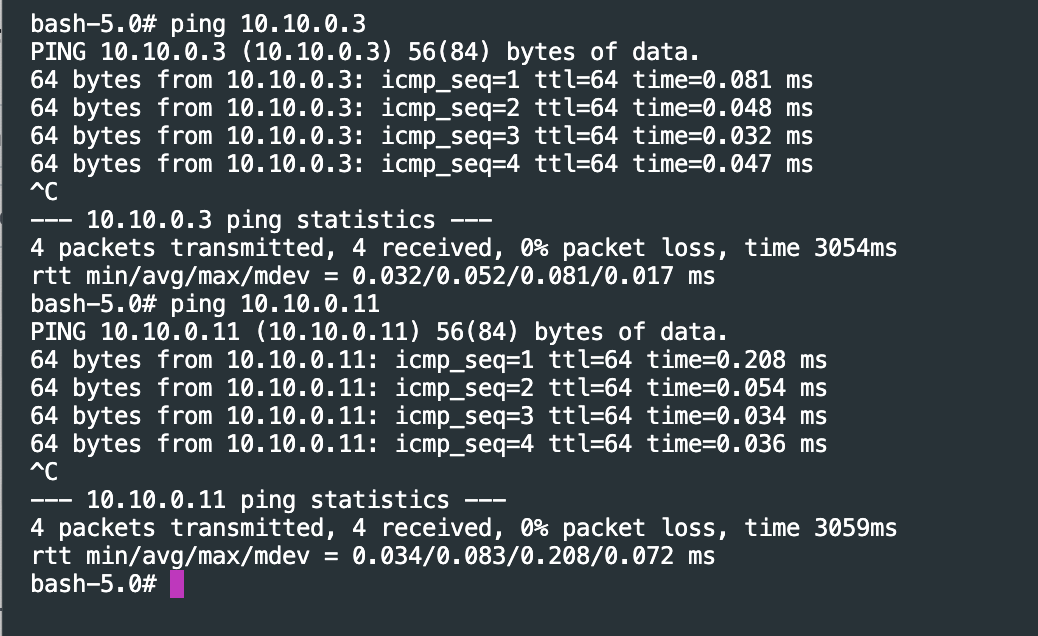 bash-5.0# ping 10.10.0.3
PING 10.10.0.3 (10.10.0.3) 56(84) bytes of data.
64 bytes from 10.10.0.3: icmp_seq=1 ttl=64 time=0.081 ms
64 bytes from 10.10.0.3: icmp_seq=2 ttl=64 time=0.048 ms
64 bytes from 10.10.0.3: icmp_seq=3 ttl=64 time=0.032 ms
64 bytes from 10.10.0.3: icmp_seq=4 ttl=64 time=0.047 ms
^C
--- 10.10.0.3 ping statistics ---
4 packets transmitted, 4 received, 0% packet loss, time 3054ms
rtt min/avg/max/mdev = 0.032/0.052/0.081/0.017 ms
bash-5.0# ping 10.10.0.11
PING 10.10.0.11 (10.10.0.11) 56(84) bytes of data.
64 bytes from 10.10.0.11: icmp_seq=1 ttl=64 time=0.208 ms
64 bytes from 10.10.0.11: icmp_seq=2 ttl=64 time=0.054 ms
64 bytes from 10.10.0.11: icmp_seq=3 ttl=64 time=0.034 ms
64 bytes from 10.10.0.11: icmp_seq=4 ttl=64 time=0.036 ms
^C
--- 10.10.0.11 ping statistics ---
4 packets transmitted, 4 received, 0% packet loss, time 3059ms
rtt min/avg/max/mdev = 0.034/0.083/0.208/0.072 ms
bash-5.0#